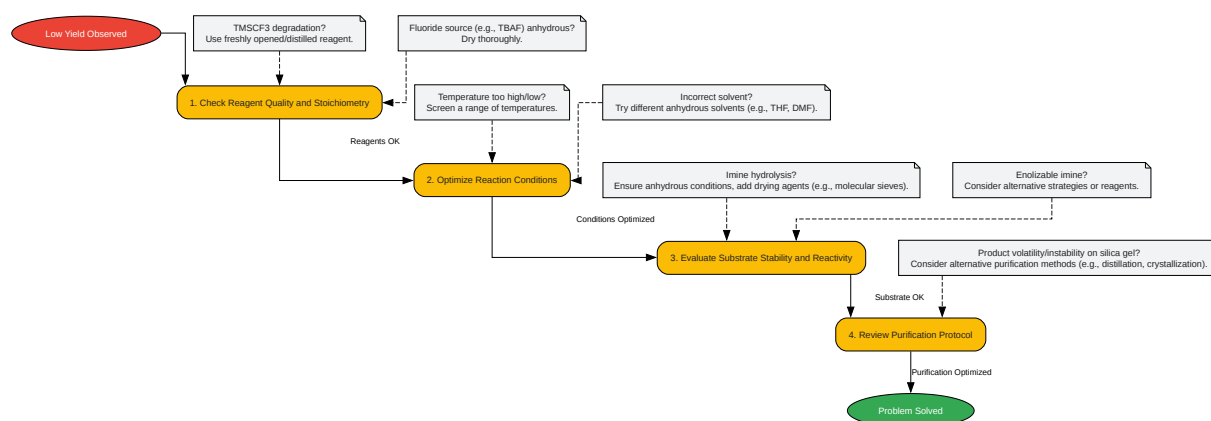 Low Yield Observed
TMSCF3 degradation?
Use freshly opened/distilled reagent.
Fluoride source (e.g., TBAF) anhydrous?
Dry thoroughly.
1. Check Reagent Quality and Stoichiometry
Temperature too high/low?
Screen a range of temperatures.
Incorrect solvent?
Try different anhydrous solvents (e.g., THF, DMF).
Reagents OK
2. Optimize Reaction Conditions
Imine hydrolysis?
Ensure anhydrous conditions, add drying agents (e.g., molecular sieves).
Enolizable imine?
Consider alternative strategies or reagents.
Conditions Optimized
3. Evaluate Substrate Stability and Reactivity
Product volatility/instability on silica gel?
Consider alternative purification methods (e.g., distillation, crystallization).
Substrate OK
4. Review Purification Protocol
Purification Optimized
Problem Solved